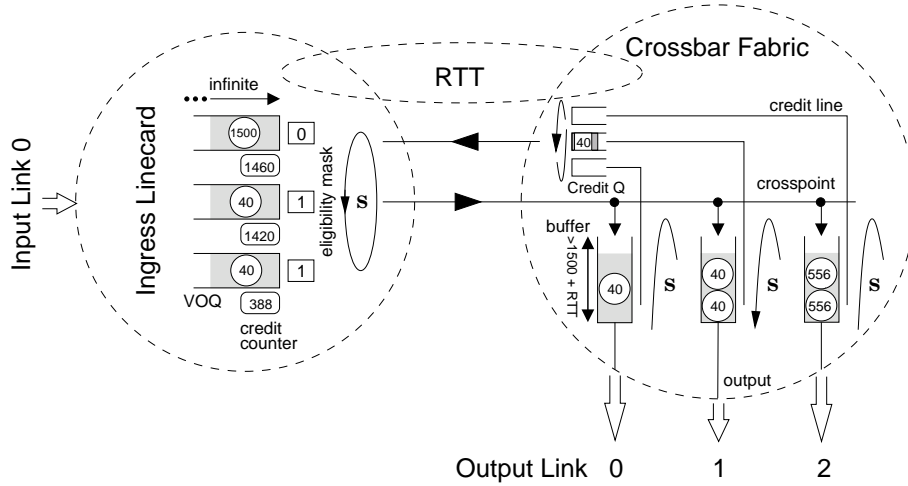 Crossbar Fabric
RTT
infinite
credit line
1500
0
40
1460
Credit Q
crosspoint
Input Link 0
Ingress Linecard
eligibility mask
S
40
1
1420
buffer
>1500 + RTT
40
1
VOQ
388
credit
counter
40
S
40
40
S
556
556
S
output
Output Link 0 1 2